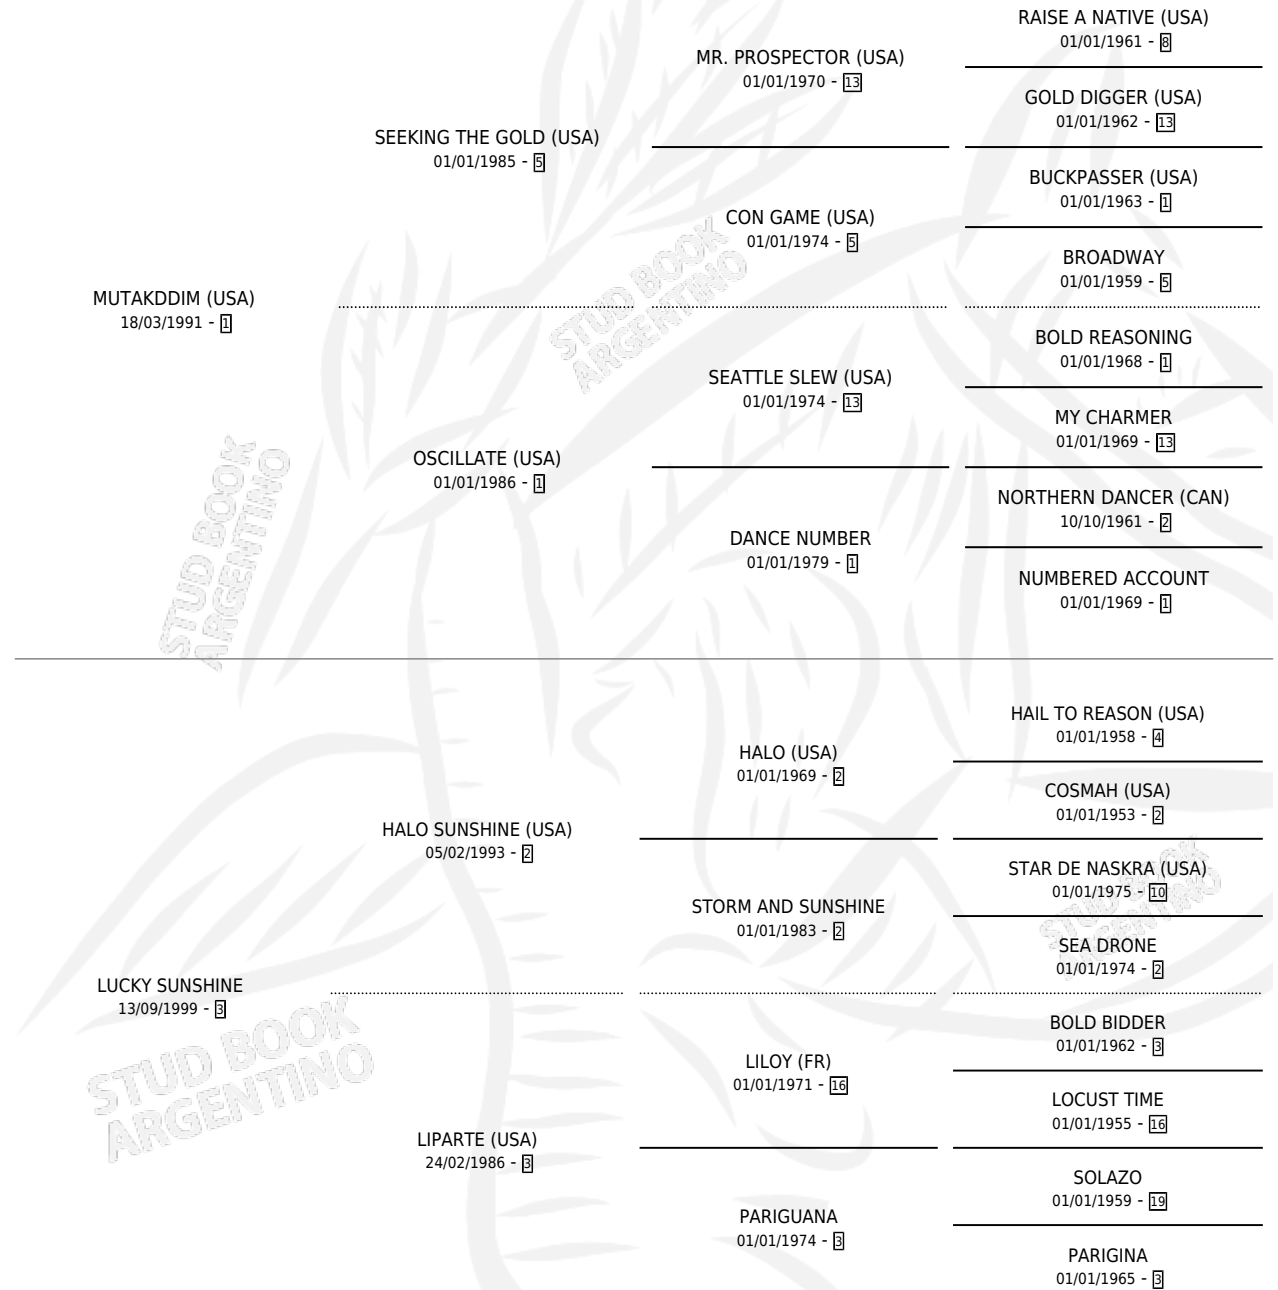 RAISE A NATIVE (USA)
01/01/1961 - 8
MR. PROSPECTOR (USA)
01/01/1970 - 13
GOLD DIGGER (USA)
01/01/1962 - 13
SEEKING THE GOLD (USA)
01/01/1985 - 5
BUCKPASSER (USA)
01/01/1963 - 1
CON GAME (USA)
01/01/1974 - 5
BROADWAY
01/01/1959 - 5
MUTAKDDIM (USA)
18/03/1991 - 1
BOLD REASONING
01/01/1968 - 1
SEATTLE SLEW (USA)
01/01/1974 - 13
MY CHARMER
01/01/1969 - 13
OSCILLATE (USA)
01/01/1986 - 1
NORTHERN DANCER (CAN)
10/10/1961 - 2
DANCE NUMBER
01/01/1979 - 1
NUMBERED ACCOUNT
01/01/1969 - 1
HAIL TO REASON (USA)
01/01/1958 - 4
HALO (USA)
01/01/1969 - 2
COSMAH (USA)
01/01/1953 - 2
HALO SUNSHINE (USA)
05/02/1993 - 2
STAR DE NASKRA (USA)
01/01/1975 - 10
STORM AND SUNSHINE
01/01/1983 - 2
SEA DRONE
01/01/1974 - 2
LUCKY SUNSHINE
13/09/1999 - 3
BOLD BIDDER
01/01/1962 - 3
LILOY (FR)
01/01/1971 - 16
LOCUST TIME
01/01/1955 - 16
LIPARTE (USA)
24/02/1986 - 3
SOLAZO
01/01/1959 - 19
PARIGUANA
01/01/1974 - 3
PARIGINA
01/01/1965 - 3
STUD BOOK
ARGENTINO
STUD BOOK
ARGENTINO
STUD BOOK
ARGENTINO
STUD BOOK
ARGENTINO